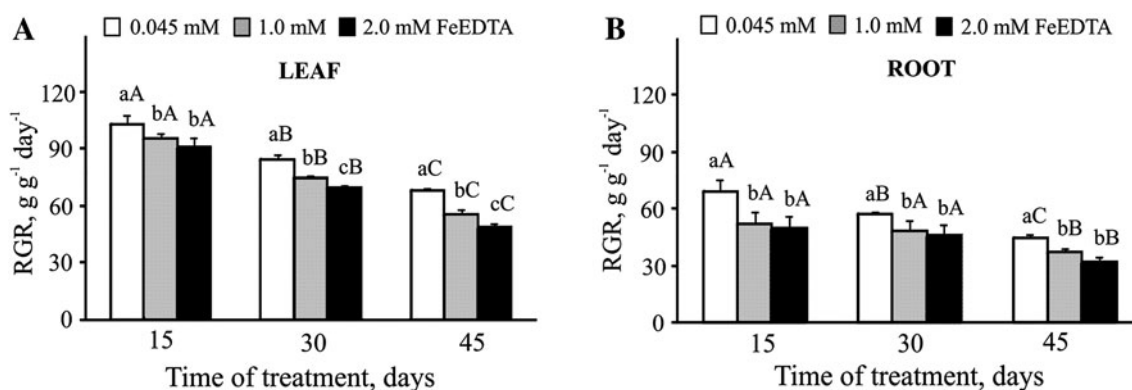 A
0.045 mM 1.0 mM 2.0 mM FeEDTA
LEAF
RGR, g g⁻¹ day⁻¹
120
90
60
30
0
aA bA bA
aB bB cB
aC bC cC
15 30 45
Time of treatment, days
B
0.045 mM 1.0 mM 2.0 mM FeEDTA
ROOT
RGR, g g⁻¹ day⁻¹
120
90
60
30
0
aA bA bA
aB bA bA
aC bB bB
15 30 45
Time of treatment, days